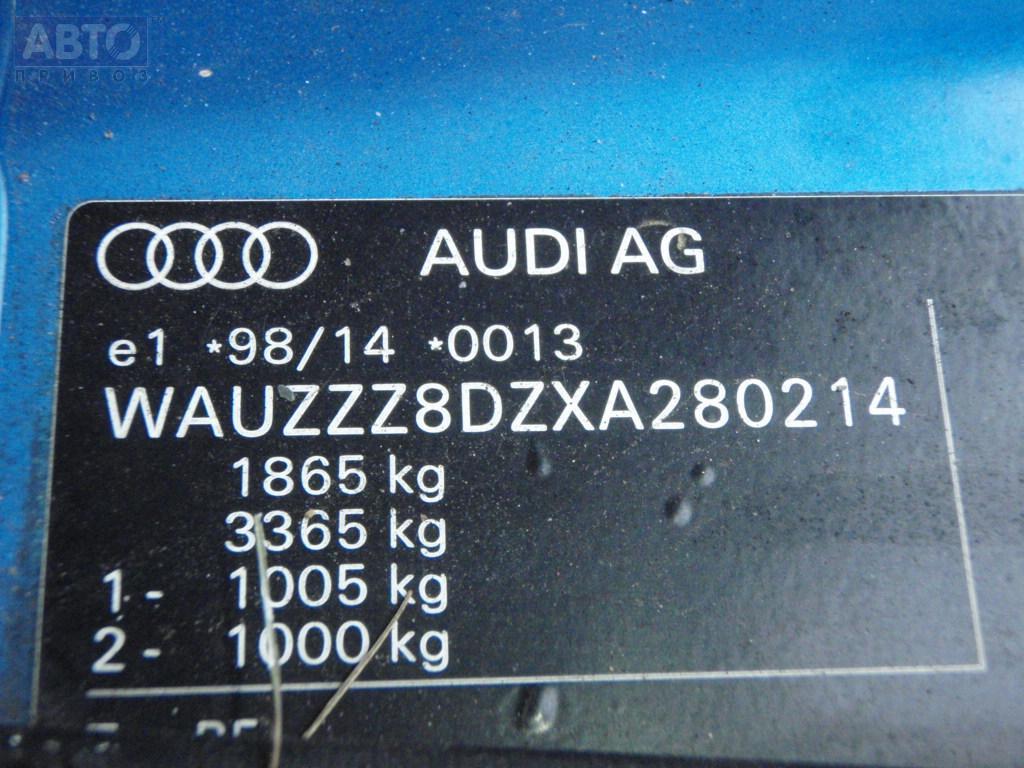 АВТО
ПРИВОЗ
AUDI AG
e1 *98/14 *0013
WAUZZZ8DZXA280214
1865 kg
3365 kg
1- 1005 kg
2- 1000 kg